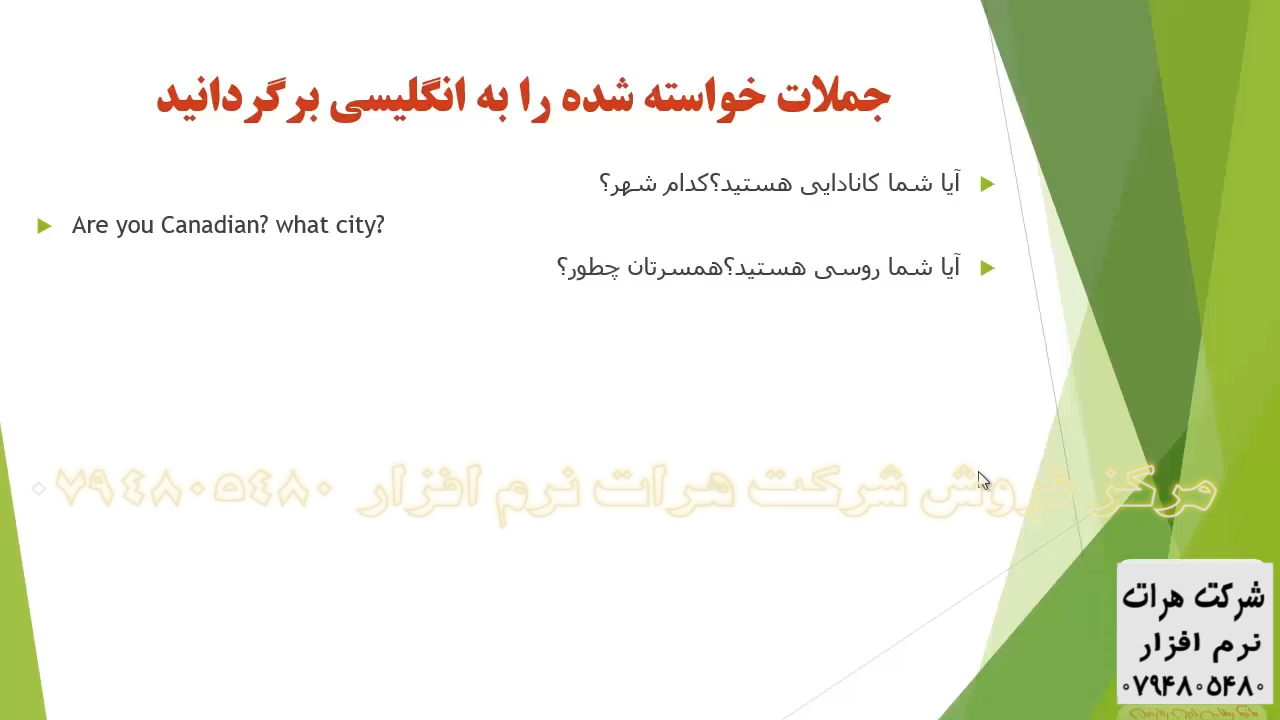 جملات خواسته شده را به انگلیسی برگردانید
آیا شما کانادایی هستید؟کدام شهر؟
Are you Canadian? what city?
آیا شما روسی هستید؟همسرتان چطور؟
مرکز فروش شرکت هرات نرم افزار ۰۷۹۴۸۰۵۴۸۰
شرکت هرات
نرم افزار
۰۷۹۴۸۰۵۴۸۰